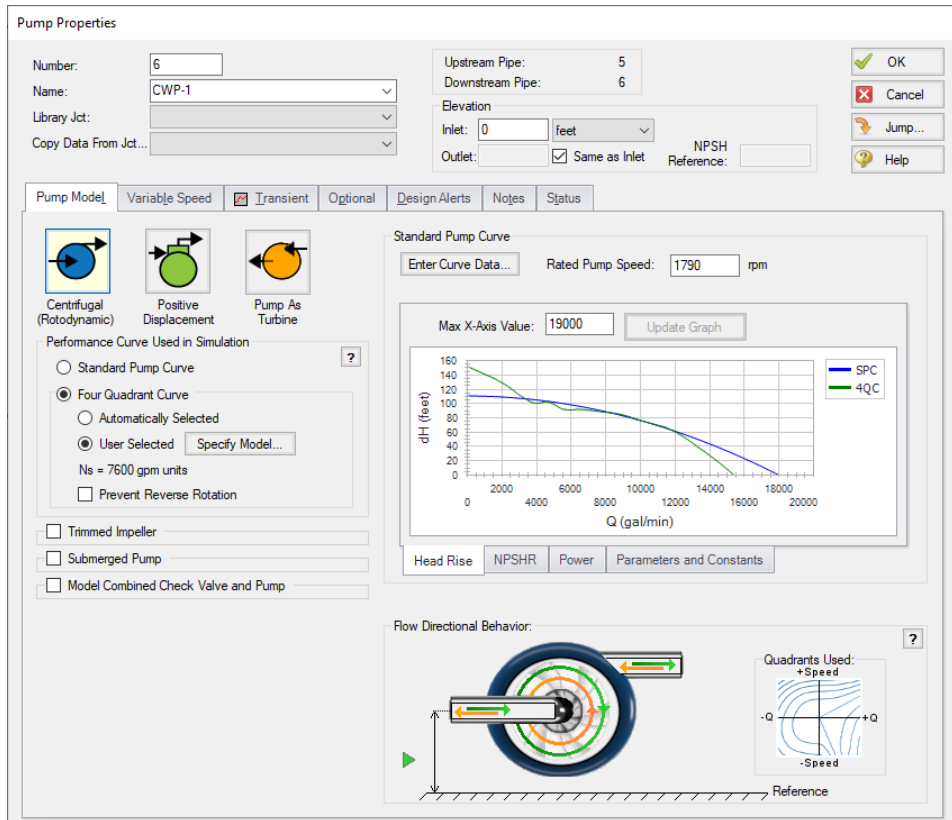 Pump Properties
Number: 6
Name: CWP-1
Library Jct:
Copy Data From Jct...
Upstream Pipe: 5
Downstream Pipe: 6
Elevation
Inlet: 0 feet
Outlet: Same as Inlet
NPSH
Reference:
OK
Cancel
Jump...
Help
Pump Model Variable Speed Transient Optional Design Alerts Notes Status
Centrifugal
(Rotodynamic)
Positive
Displacement
Pump As
Turbine
Performance Curve Used in Simulation
?
Standard Pump Curve
Four Quadrant Curve
Automatically Selected
User Selected Specify Model...
Ns = 7600 gpm units
Prevent Reverse Rotation
Trimmed Impeller
Submerged Pump
Model Combined Check Valve and Pump
Standard Pump Curve
Enter Curve Data... Rated Pump Speed: 1790 rpm
Max X-Axis Value: 19000 Update Graph
160
140
120
100
80
60
40
20
0
dH (feet)
SPC
4QC
2000 6000 10000 14000 18000
0 4000 8000 12000 16000 20000
Q (gal/min)
Head Rise NPSHR Power Parameters and Constants
Flow Directional Behavior:
?
Quadrants Used:
+Speed
-Q +Q
-Speed
Reference